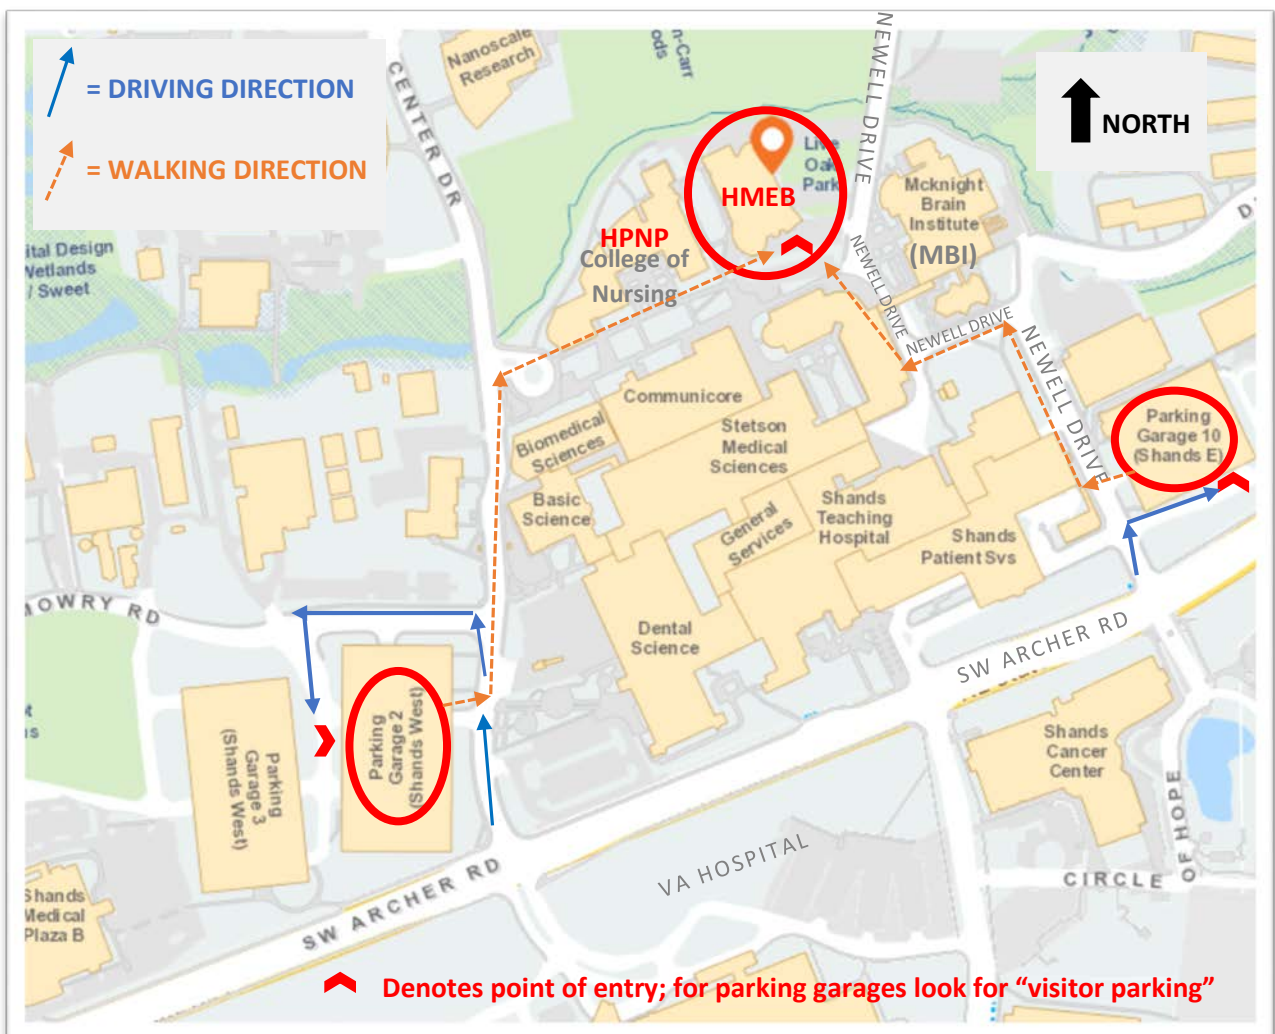 = DRIVING DIRECTION
= WALKING DIRECTION
NORTH
Nanoscale
Research
CENTER DR
NEWELL DRIVE
HMEB
Live
Oak
Park
Mcknight
Brain
Institute
(MBI)
HPNP
College of
Nursing
ital Design
Wetlands
/ Sweet
NEWELL DRIVE
NEWELL DRIVE
NEWELL DRIVE
Communicore
Biomedical
Sciences
Stetson
Medical
Sciences
Parking
Garage 10
(Shands E)
Basic
Science
General
Services
Shands
Teaching
Hospital
Shands
Patient Svs
MOWRY RD
Dental
Science
SW ARCHER RD
Parking
Garage 2
(Shands West)
Parking
Garage 3
(Shands West)
Shands
Cancer
Center
VA HOSPITAL
CIRCLE
OF HOPE
SW ARCHER RD
Shands
Medical
Plaza B
Denotes point of entry; for parking garages look for “visitor parking”